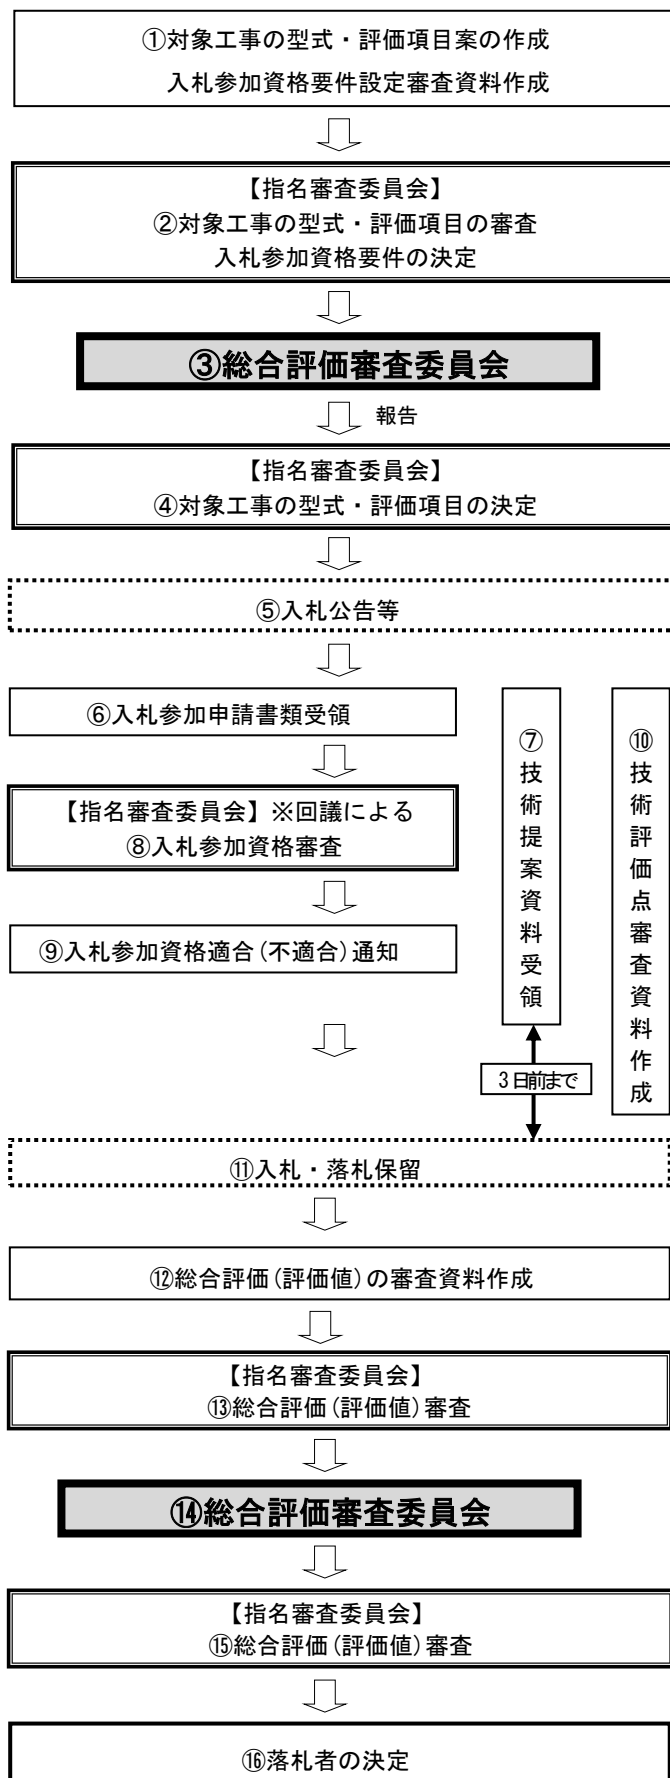 ①対象工事の型式・評価項目案の作成
入札参加資格要件設定審査資料作成
【指名審査委員会】
②対象工事の型式・評価項目の審査
入札参加資格要件の決定
③総合評価審査委員会
報告
【指名審査委員会】
④対象工事の型式・評価項目の決定
⑤入札公告等
⑥入札参加申請書類受領
⑦技術提案資料受領
⑩技術評価点審査資料作成
【指名審査委員会】※回議による
⑧入札参加資格審査
⑨入札参加資格適合(不適合)通知
3日前まで
⑪入札・落札保留
⑫総合評価(評価値)の審査資料作成
【指名審査委員会】
⑬総合評価(評価値)審査
⑭総合評価審査委員会
【指名審査委員会】
⑮総合評価(評価値)審査
⑯落札者の決定